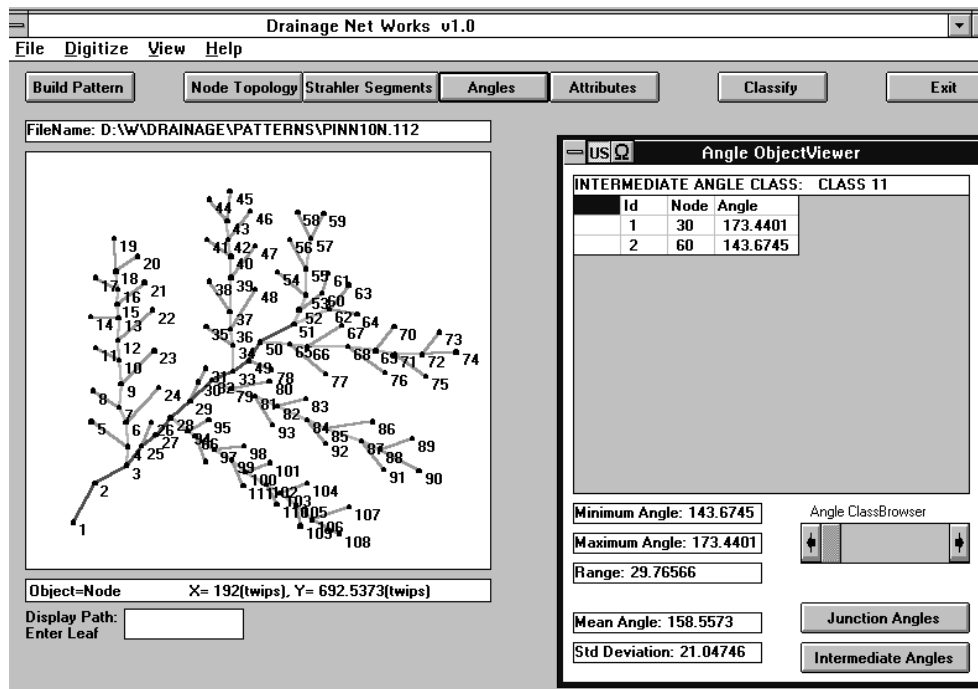 Drainage Net Works v1.0
File Digitize View Help
Build Pattern Node Topology Strahler Segments Angles Attributes Classify Exit
FileName: D:\W\DRAINAGE\PATTERNS\PINN10N.112
45
44 46
58 59
43
41 42 47 56 57
19
20
40
18 54 55 61
17 21 38 39 48 60 63
16
53
14 15 22 37 62 64
13 52
35 36 51 67 70 73
12 23 34 50
11 65 66 68 69 71 72 74
10 49
31 33 78 77 76 75
9 24 30 32 80
8 79 81 83
29 82
7
5 6 28 95 93 84 86
26 94 85
27 92 87 89
4 25 96 97 98 88
3 99 101 91 90
2 100
111 102 104
103
110 105 107
1 106
109 108
Object=Node X= 192(twips), Y= 692.5373(twips)
Display Path:
Enter Leaf
US Ω Angle ObjectViewer
INTERMEDIATE ANGLE CLASS: CLASS 11
Id Node Angle
1 30 173.4401
2 60 143.6745
Minimum Angle: 143.6745
Maximum Angle: 173.4401
Range: 29.76566
Mean Angle: 158.5573
Std Deviation: 21.04746
Angle ClassBrowser
Junction Angles
Intermediate Angles